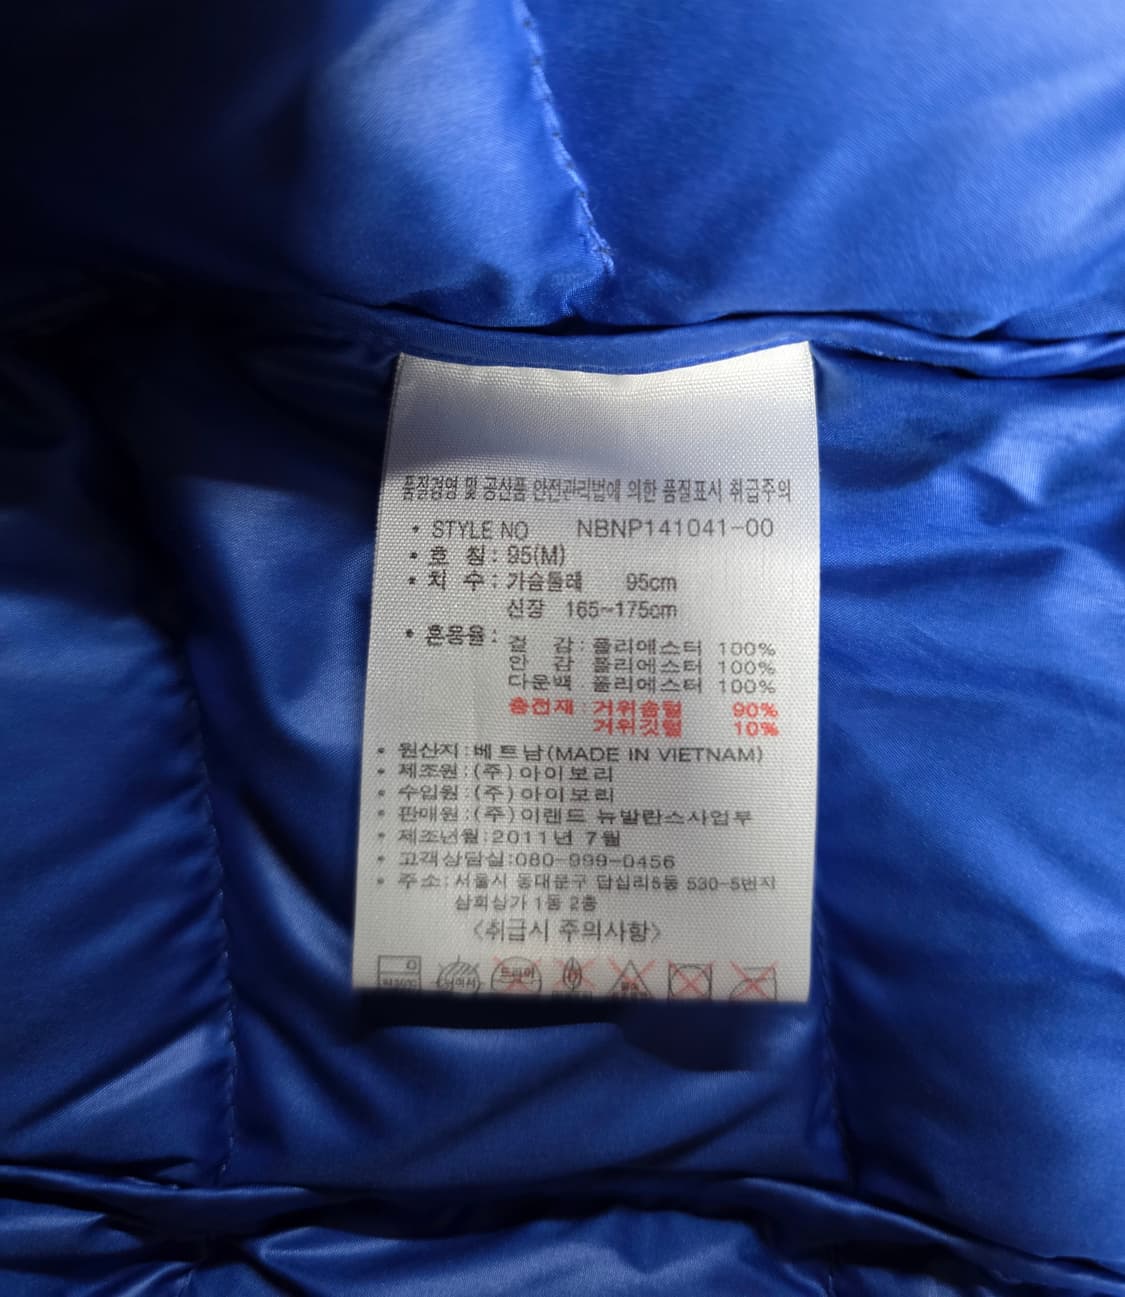 품질경영 및 공산품 안전관리법에 의한 품질표시 취급주의
• STYLE NO NBNP141041-00
• 호 칭 : 95(M)
• 치 수 : 가슴둘레 95cm
신장 165~175cm
• 혼용율 : 겉 감 : 폴리에스터 100%
안 감 : 폴리에스터 100%
다운백 : 폴리에스터 100%
충전재 : 거위솜털 90%
거위깃털 10%
• 원산지 : 베트남(MADE IN VIETNAM)
• 제조원 : (주)아이보리
• 수입원 : (주)아이보리
• 판매원 : (주)이랜드 뉴발란스사업부
• 제조년월 : 2011년 7월
• 고객상담실 : 080-999-0456
• 주소 : 서울시 동대문구 답십리5동 530-5번지
삼희상가 1동 2층
<취급시 주의사항>
드라이